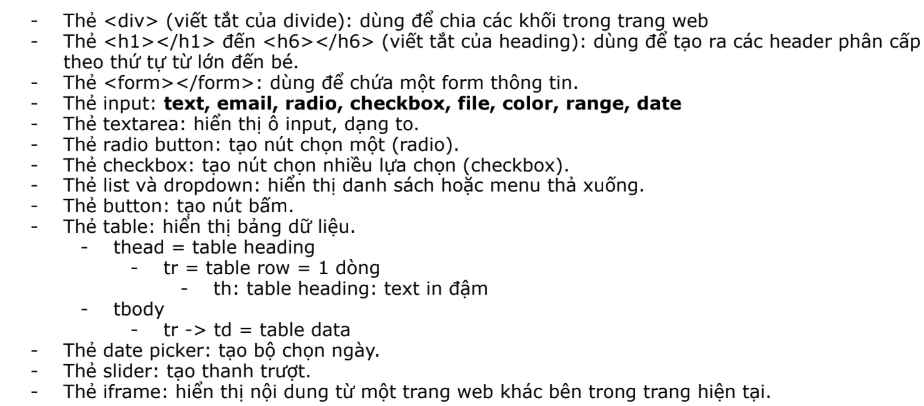 - Thẻ <div> (viết tắt của divide): dùng để chia các khối trong trang web
- Thẻ <h1></h1> đến <h6></h6> (viết tắt của heading): dùng để tạo ra các header phân cấp
theo thứ tự từ lớn đến bé.
- Thẻ <form></form>: dùng để chứa một form thông tin.
- Thẻ input: text, email, radio, checkbox, file, color, range, date
- Thẻ textarea: hiển thị ô input, dạng to.
- Thẻ radio button: tạo nút chọn một (radio).
- Thẻ checkbox: tạo nút chọn nhiều lựa chọn (checkbox).
- Thẻ list và dropdown: hiển thị danh sách hoặc menu thả xuống.
- Thẻ button: tạo nút bấm.
- Thẻ table: hiển thị bảng dữ liệu.
- thead = table heading
- tr = table row = 1 dòng
- th: table heading: text in đậm
- tbody
- tr -> td = table data
- Thẻ date picker: tạo bộ chọn ngày.
- Thẻ slider: tạo thanh trượt.
- Thẻ iframe: hiển thị nội dung từ một trang web khác bên trong trang hiện tại.